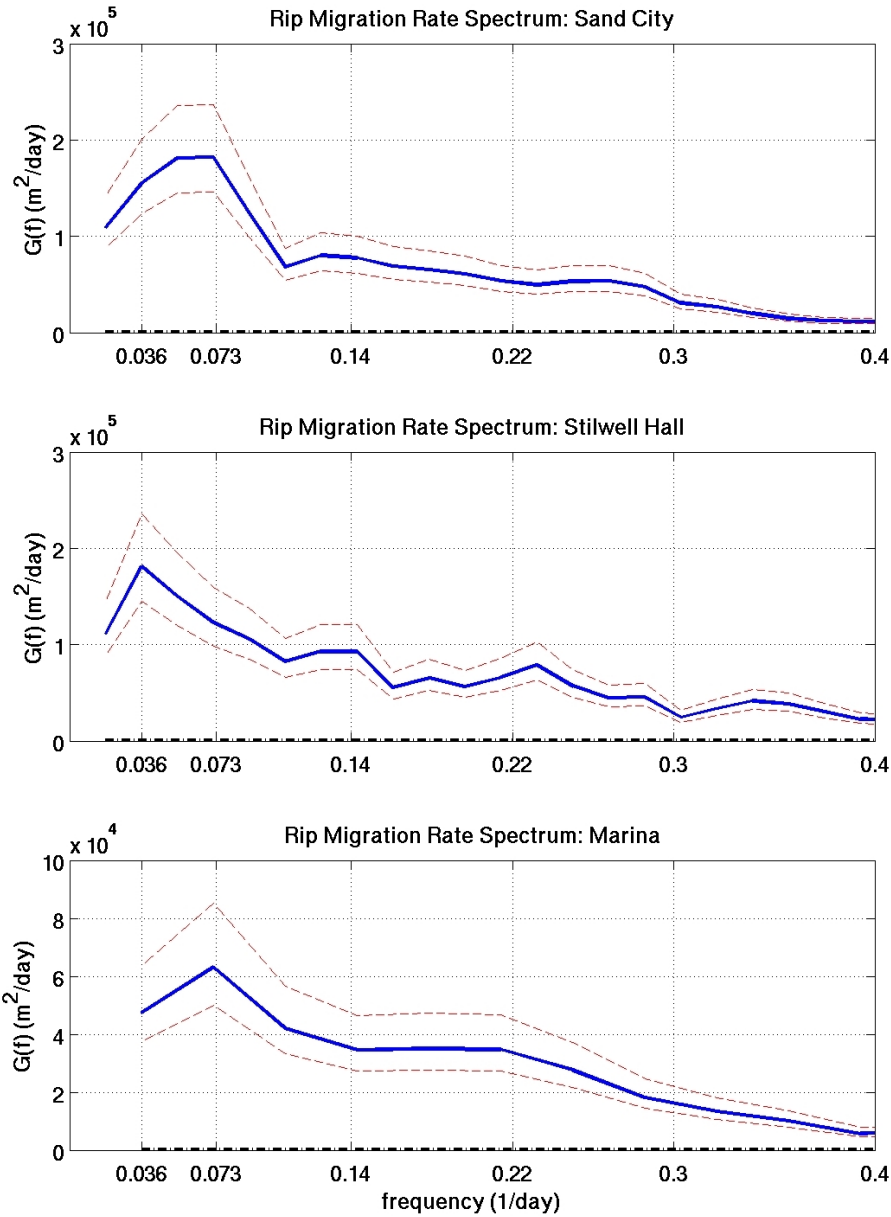 Rip Migration Rate Spectrum: Sand City
x 10^5
3
2
1
0
G(f) (m^2/day)
0.036 0.073 0.14 0.22 0.3 0.4
Rip Migration Rate Spectrum: Stilwell Hall
x 10^5
3
2
1
0
G(f) (m^2/day)
0.036 0.073 0.14 0.22 0.3 0.4
Rip Migration Rate Spectrum: Marina
x 10^4
10
8
6
4
2
0
G(f) (m^2/day)
0.036 0.073 0.14 0.22 0.3 0.4
frequency (1/day)